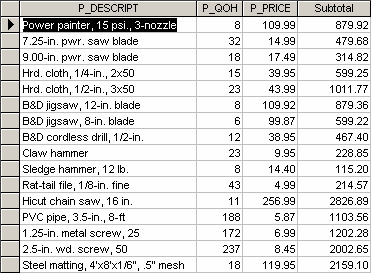 P_DESCRIPT P_QOH P_PRICE Subtotal
Power painter, 15 psi., 3-nozzle 8 109.99 879.92
7.25-in. pwr. saw blade 32 14.99 479.68
9.00-in. pwr. saw blade 18 17.49 314.82
Hrd. cloth, 1/4-in., 2x50 15 39.95 599.25
Hrd. cloth, 1/2-in., 3x50 23 43.99 1011.77
B&D jigsaw, 12-in. blade 8 109.92 879.36
B&D jigsaw, 8-in. blade 6 99.87 599.22
B&D cordless drill, 1/2-in. 12 38.95 467.40
Claw hammer 23 9.95 228.85
Sledge hammer, 12 lb. 8 14.40 115.20
Rat-tail file, 1/8-in. fine 43 4.99 214.57
Hicut chain saw, 16 in. 11 256.99 2826.89
PVC pipe, 3.5-in., 8-ft 188 5.87 1103.56
1.25-in. metal screw, 25 172 6.99 1202.28
2.5-in. wd. screw, 50 237 8.45 2002.65
Steel matting, 4'x8'x1/6", .5" mesh 18 119.95 2159.10